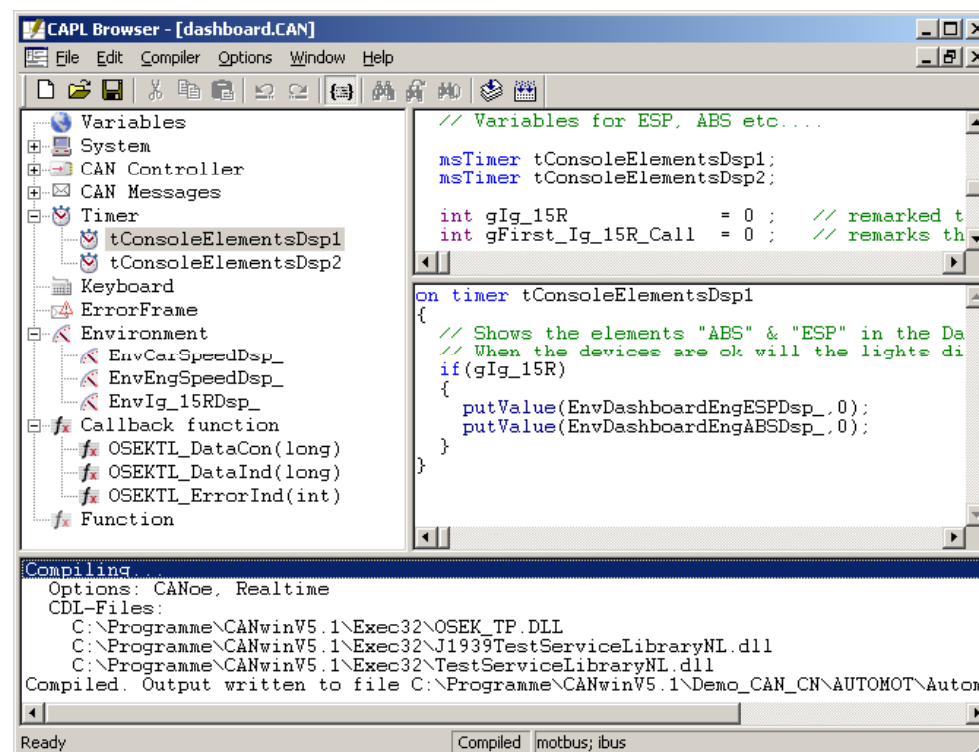 CAPL Browser - [dashboard.CAN]
File Edit Compiler Options Window Help
Variables
System
CAN Controller
CAN Messages
Timer
tConsoleElementsDsp1
tConsoleElementsDsp2
Keyboard
ErrorFrame
Environment
EnvCarSpeedDsp_
EnvEngSpeedDsp_
EnvIg_15RDsp_
Callback function
OSEKTL_DataCon(long)
OSEKTL_DataInd(long)
OSEKTL_ErrorInd(int)
Function
// Variables for ESP, ABS etc....
msTimer tConsoleElementsDsp1;
msTimer tConsoleElementsDsp2;
int gIg_15R = 0 ; // remarked t
int gFirst_Ig_15R_Call = 0 ; // remarks th
on timer tConsoleElementsDsp1
{
// Shows the elements "ABS" & "ESP" in the Da
// When the devices are ok will the lights di
if(gIg_15R)
{
putValue(EnvDashboardEngESPDsp_,0);
putValue(EnvDashboardEngABSDsp_,0);
}
}
Compiling...
Options: CANoe, Realtime
CDL-Files:
C:\Programme\CANwinV5.1\Exec32\OSEK_TP.DLL
C:\Programme\CANwinV5.1\Exec32\J1939TestServiceLibraryNL.dll
C:\Programme\CANwinV5.1\Exec32\TestServiceLibraryNL.dll
Compiled. Output written to file C:\Programme\CANwinV5.1\Demo_CAN_CN\AUTOMOT\Autom
Ready Compiled motbus; ibus